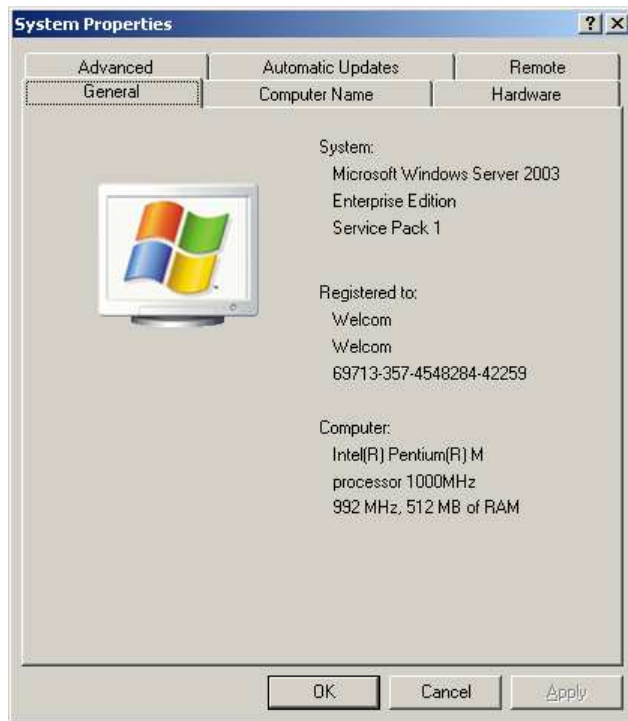 System Properties
Advanced Automatic Updates Remote
General Computer Name Hardware
System:
Microsoft Windows Server 2003
Enterprise Edition
Service Pack 1
Registered to:
Welcom
Welcom
69713-357-4548284-42259
Computer:
Intel(R) Pentium(R) M
processor 1000MHz
992 MHz, 512 MB of RAM
OK Cancel Apply